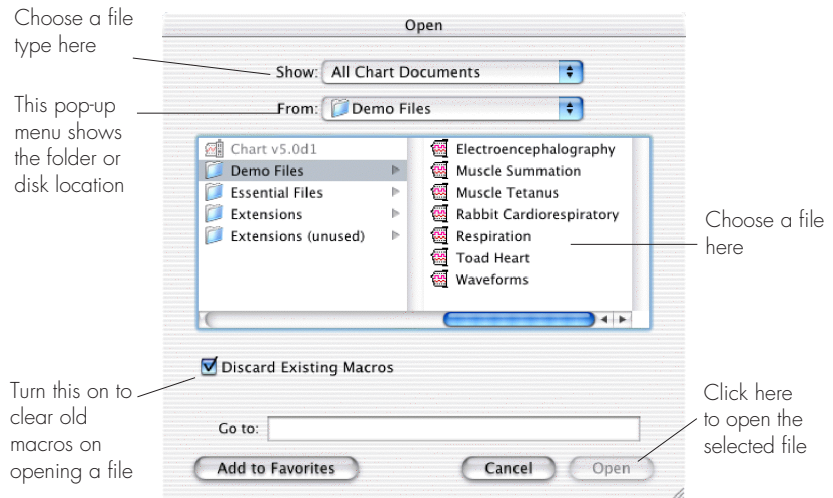 Choose a file
type here
Open
Show: All Chart Documents
This pop-up
menu shows
the folder or
disk location
From: Demo Files
Chart v5.0d1
Demo Files
Essential Files
Extensions
Extensions (unused)
Electroencephalography
Muscle Summation
Muscle Tetanus
Rabbit Cardiorespiratory
Respiration
Toad Heart
Waveforms
Choose a file
here
Discard Existing Macros
Turn this on to
clear old
macros on
opening a file
Go to:
Click here
to open the
selected file
Add to Favorites
Cancel
Open